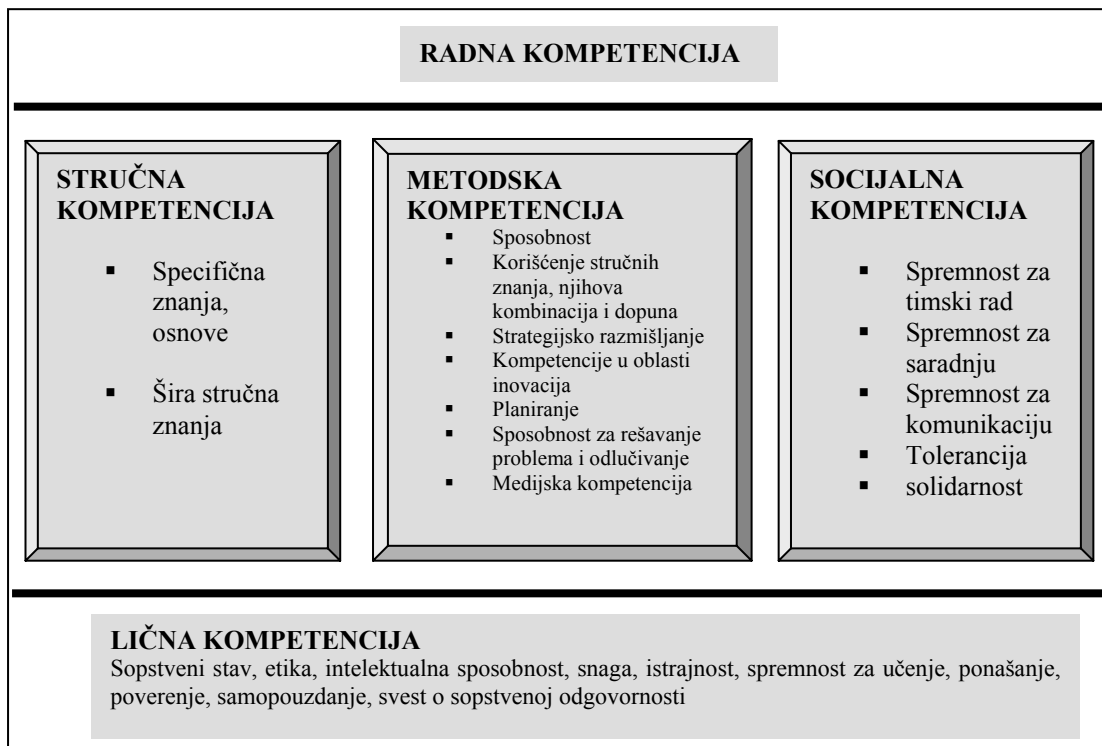 RADNA KOMPETENCIJA
STRUČNA
KOMPETENCIJA
▪ Specifična
znanja,
osnove
▪ Šira stručna
znanja
METODSKA
KOMPETENCIJA
▪ Sposobnost
▪ Korišćenje stručnih
znanja, njihova
kombinacija i dopuna
▪ Strategijsko razmišljanje
▪ Kompetencije u oblasti
inovacija
▪ Planiranje
▪ Sposobnost za rešavanje
problema i odlučivanje
▪ Medijska kompetencija
SOCIJALNA
KOMPETENCIJA
▪ Spremnost za
timski rad
▪ Spremnost za
saradnju
▪ Spremnost za
komunikaciju
▪ Tolerancija
▪ solidarnost
LIČNA KOMPETENCIJA
Sopstveni stav, etika, intelektualna sposobnost, snaga, istrajnost, spremnost za učenje, ponašanje,
poverenje, samopouzdanje, svest o sopstvenoj odgovornosti